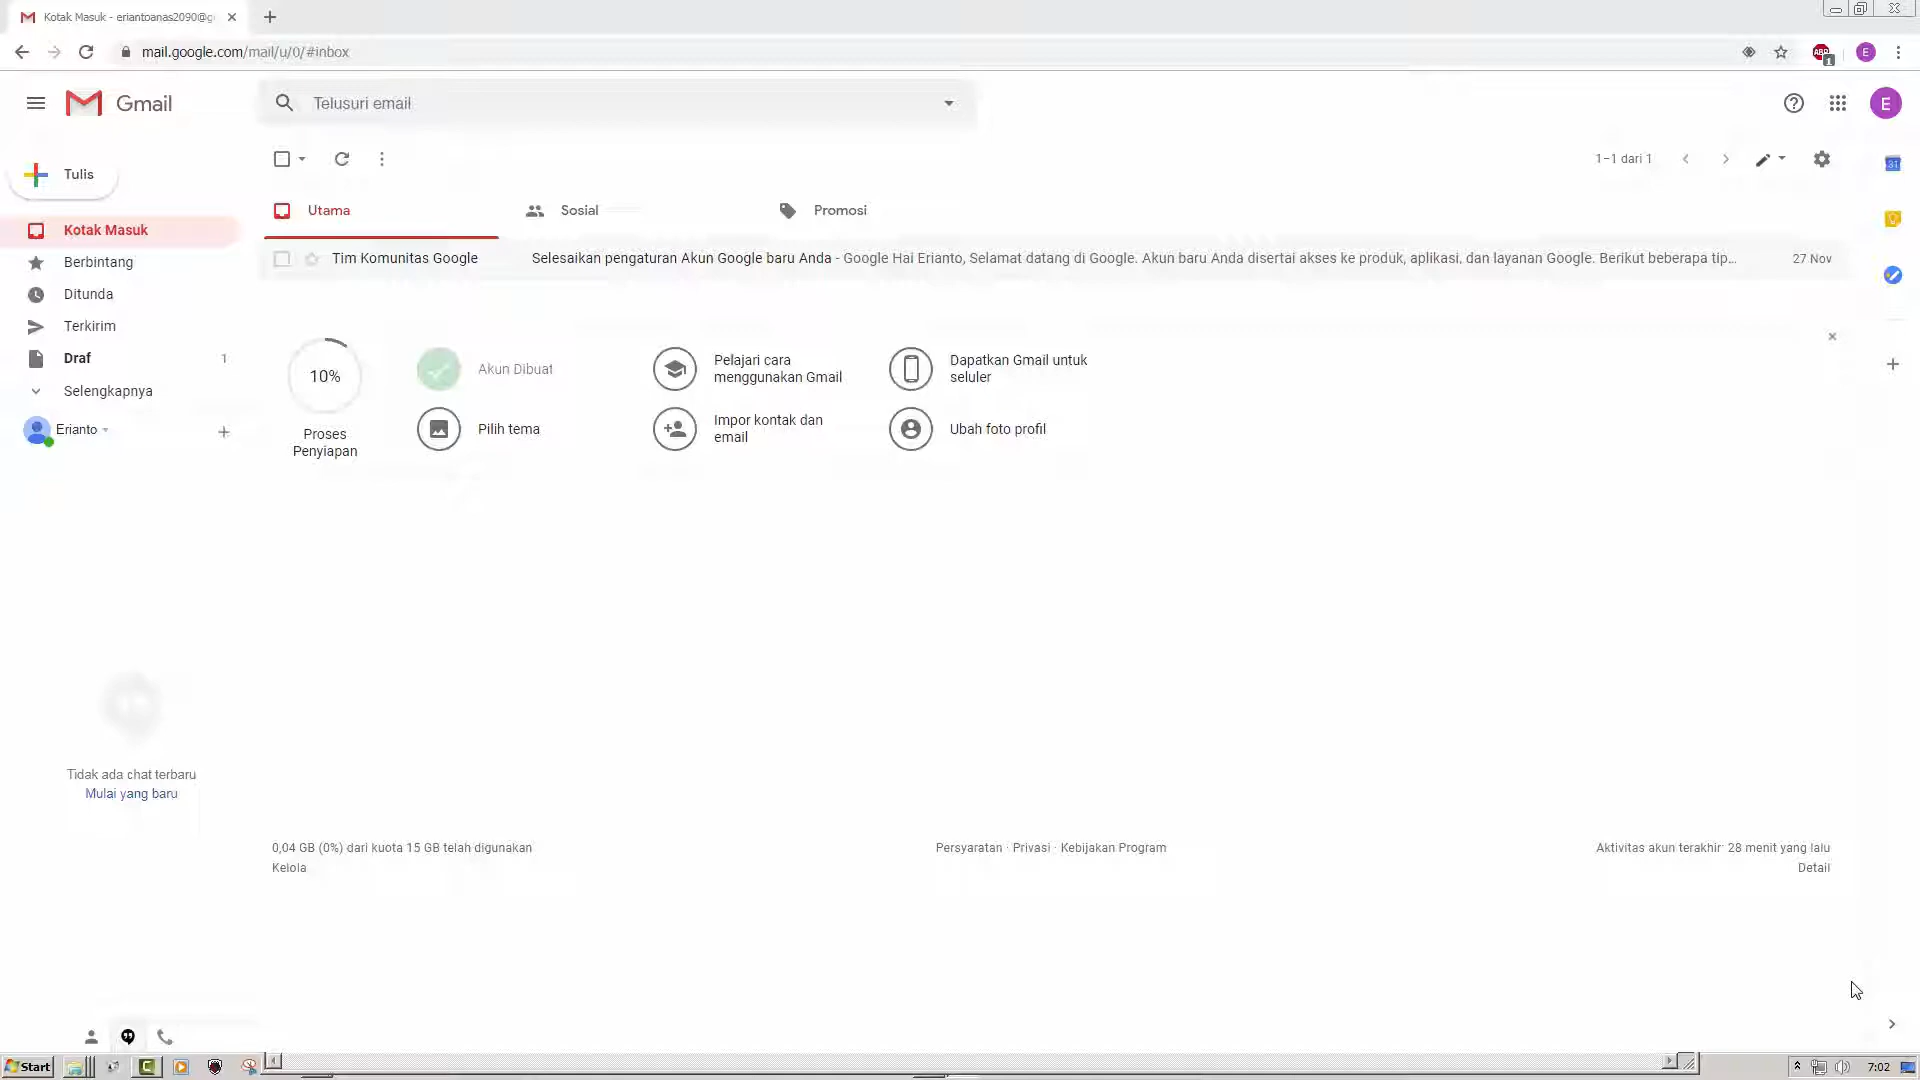 Kotak Masuk - eriantoanas2090@g
mail.google.com/mail/u/0/#inbox
ABP
1
E
Gmail
Telusuri email
E
Tulis
1–1 dari 1
31
Utama
Sosial
Promosi
Kotak Masuk
Tim Komunitas Google
Selesaikan pengaturan Akun Google baru Anda - Google Hai Erianto, Selamat datang di Google. Akun baru Anda disertai akses ke produk, aplikasi, dan layanan Google. Berikut beberapa tip...
27 Nov
Berbintang
Ditunda
Terkirim
Draf
1
Selengkapnya
Erianto
10%
Proses
Penyiapan
Akun Dibuat
Pelajari cara
menggunakan Gmail
Dapatkan Gmail untuk
seluler
Pilih tema
Impor kontak dan
email
Ubah foto profil
Tidak ada chat terbaru
Mulai yang baru
0,04 GB (0%) dari kuota 15 GB telah digunakan
Kelola
Persyaratan · Privasi · Kebijakan Program
Aktivitas akun terakhir: 28 menit yang lalu
Detail
Start
7:02